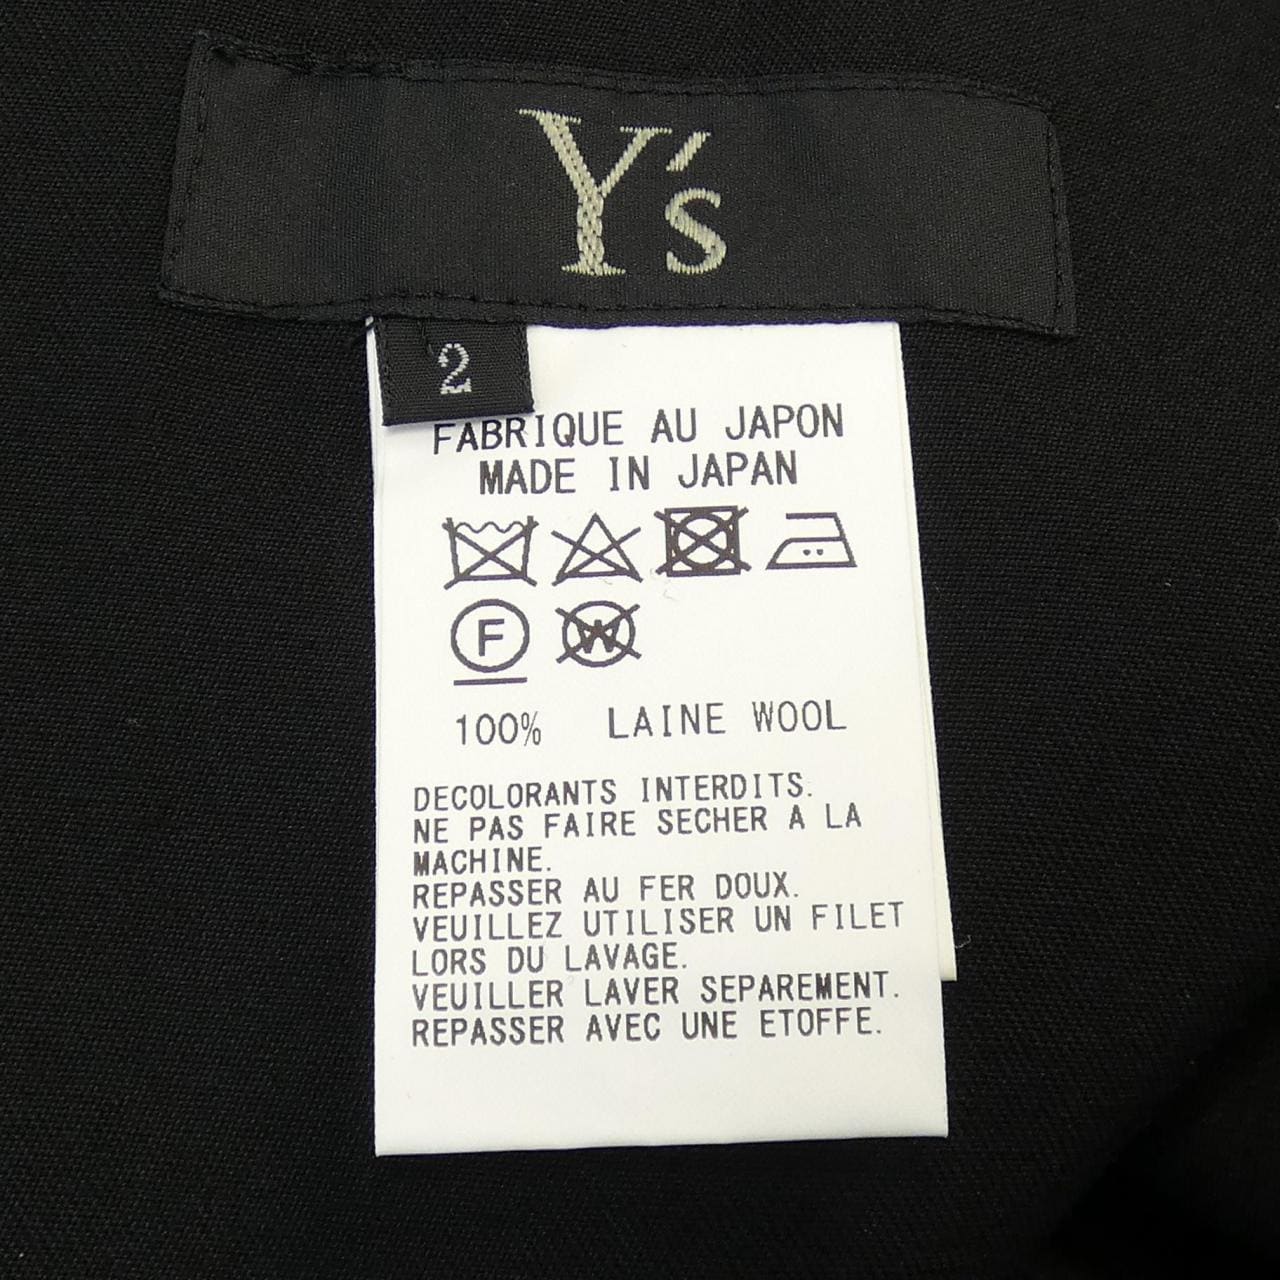 Y's
2
FABRIQUE AU JAPON
MADE IN JAPAN
F
W
100% LAINE WOOL
DECOLORANTS INTERDITS.
NE PAS FAIRE SECHER A LA
MACHINE.
REPASSER AU FER DOUX.
VEUILLEZ UTILISER UN FILET
LORS DU LAVAGE.
VEUILLER LAVER SEPAREMENT.
REPASSER AVEC UNE ETOFFE.